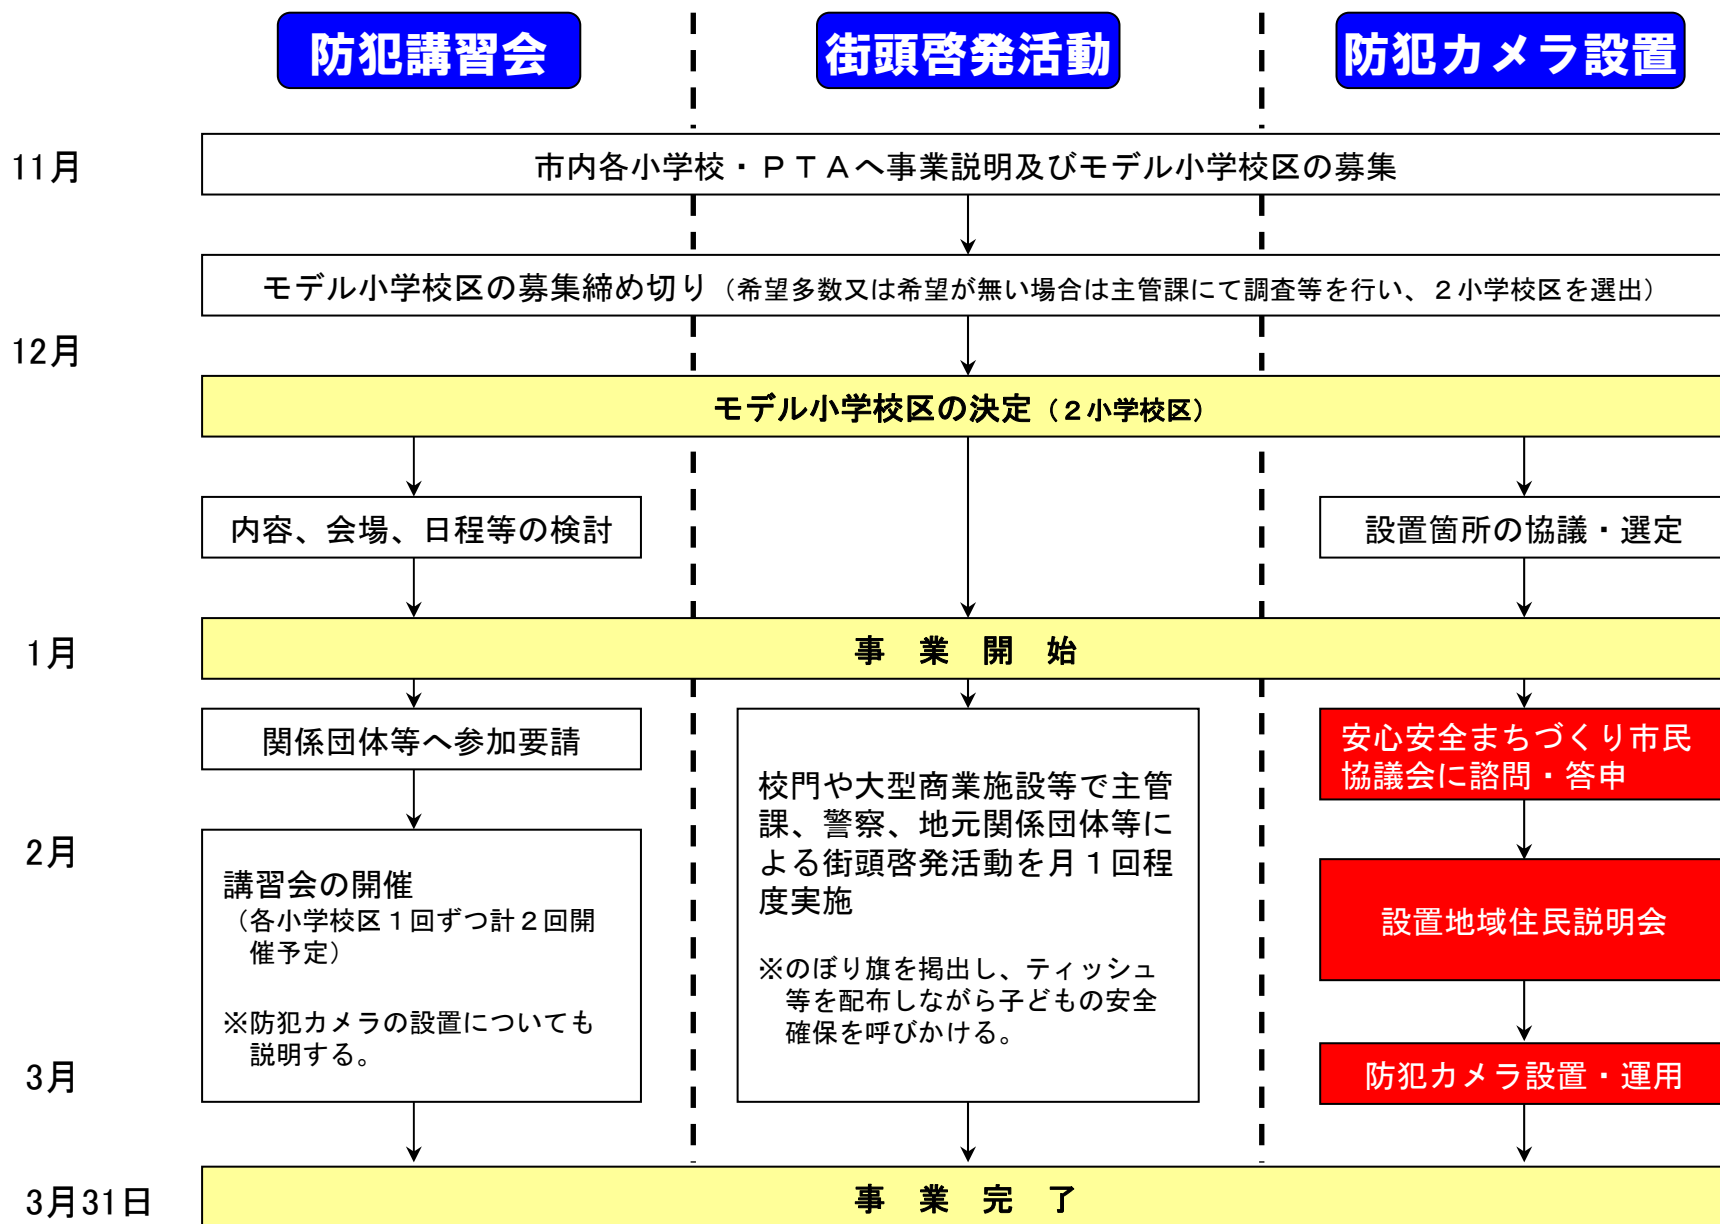 防犯講習会
街頭啓発活動
防犯カメラ設置
11月
市内各小学校・ＰＴＡへ事業説明及びモデル小学校区の募集
モデル小学校区の募集締め切り（希望多数又は希望が無い場合は主管課にて調査等を行い、２小学校区を選出）
12月
モデル小学校区の決定（２小学校区）
内容、会場、日程等の検討
設置箇所の協議・選定
1月
事　業　開　始
関係団体等へ参加要請
2月
講習会の開催
（各小学校区１回ずつ計２回開
催予定）
※防犯カメラの設置についても
説明する。
校門や大型商業施設等で主管
課、警察、地元関係団体等に
よる街頭啓発活動を月１回程
度実施
※のぼり旗を掲出し、ティッシュ
等を配布しながら子どもの安全
確保を呼びかける。
安心安全まちづくり市民
協議会に諮問・答申
設置地域住民説明会
3月
防犯カメラ設置・運用
3月31日
事　業　完　了